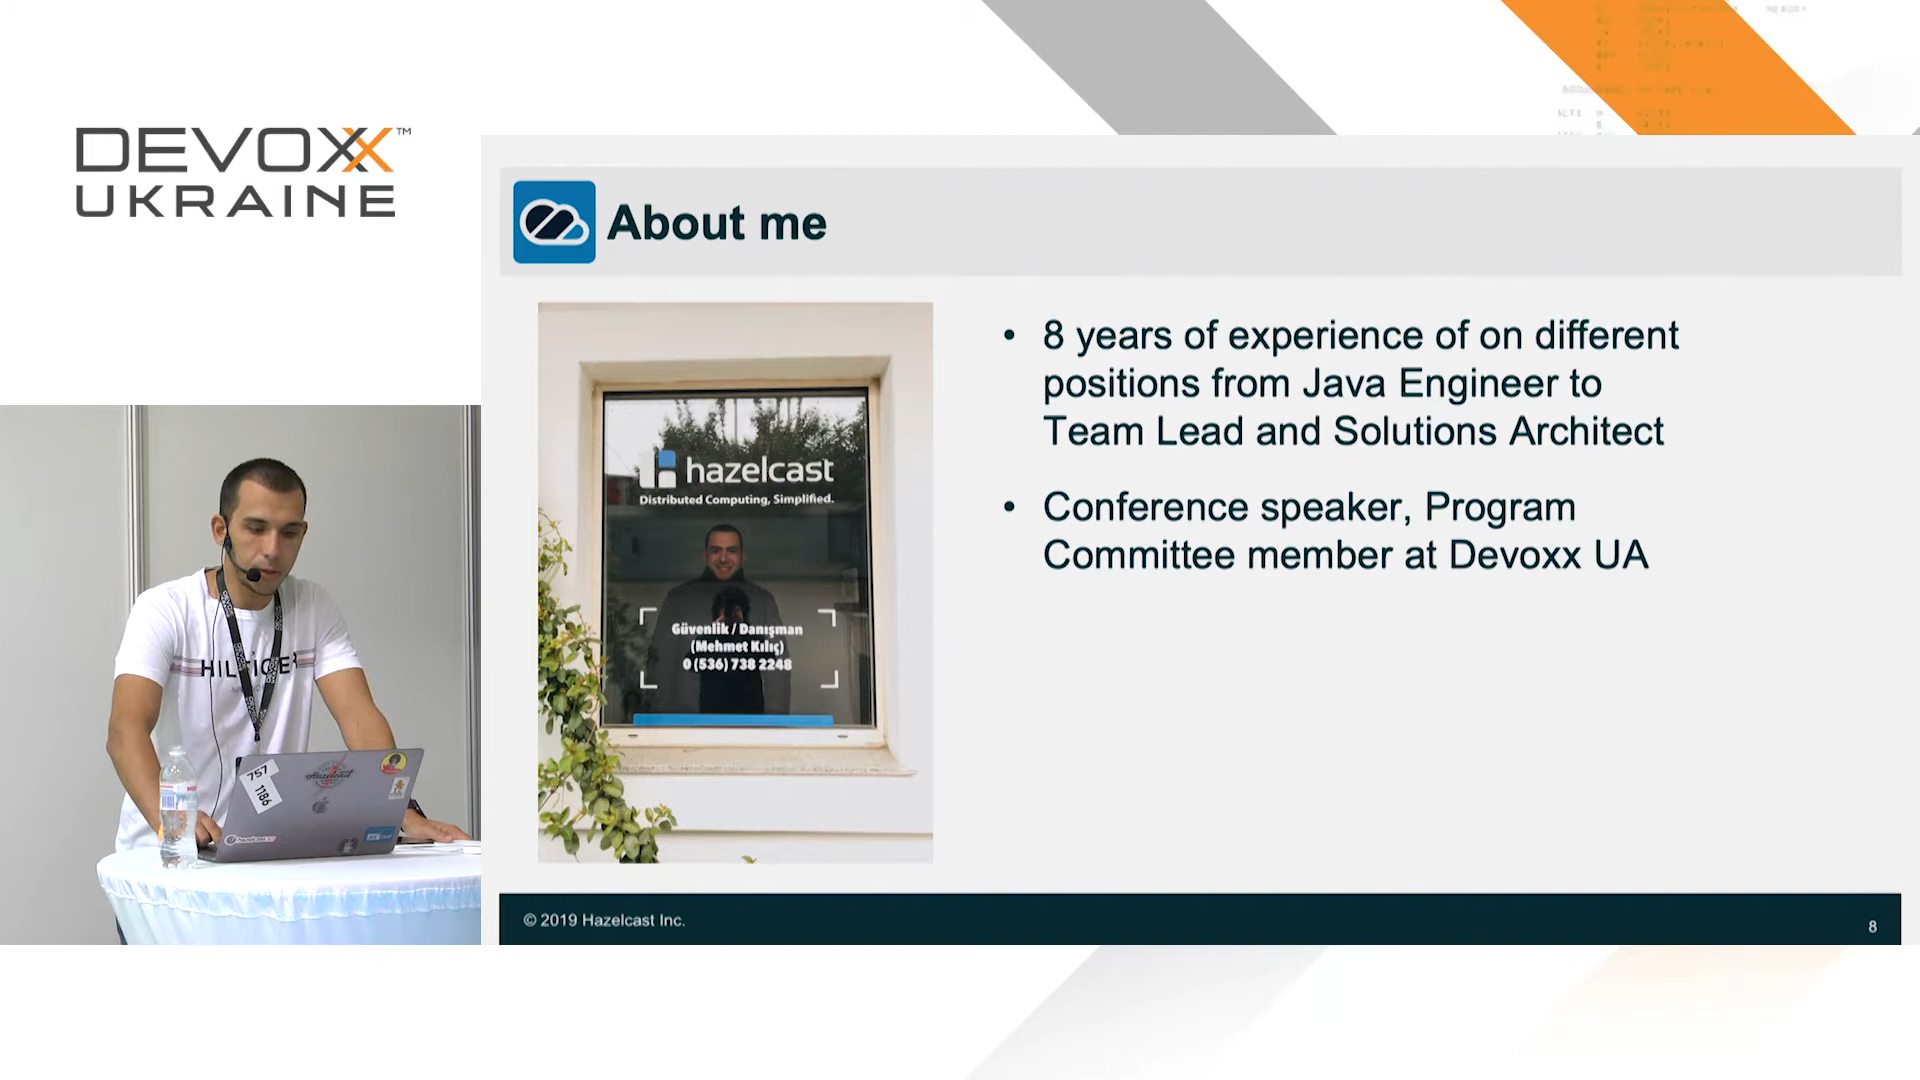 DEVOXX™
UKRAINE
About me
hazelcast
Distributed Computing, Simplified.
Güvenlik / Danışman
(Mehmet Kılıç)
0 (536) 738 2248
• 8 years of experience of on different
positions from Java Engineer to
Team Lead and Solutions Architect
• Conference speaker, Program
Committee member at Devoxx UA
HILFIGER
757
1186
Hazelcast
© 2019 Hazelcast Inc.
8